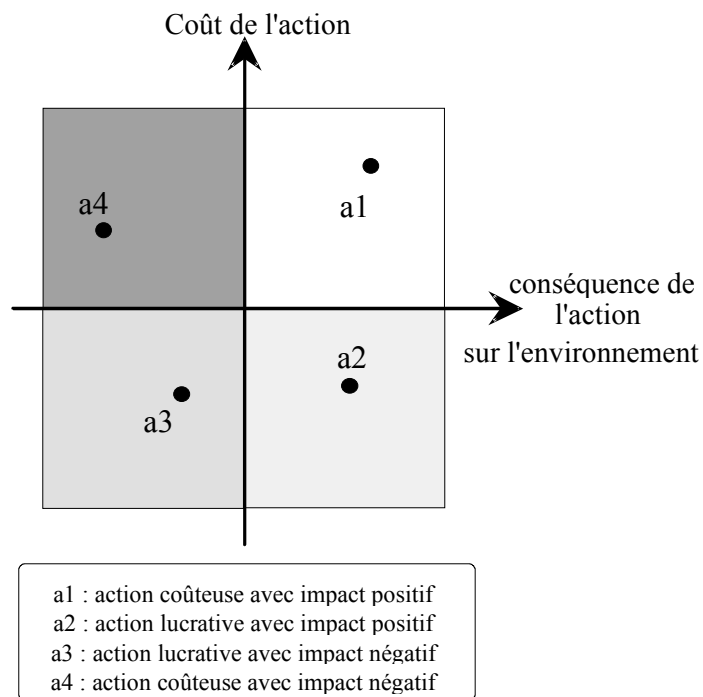 Coût de l'action
a4
a1
conséquence de
l'action
sur l'environnement
a2
a3
a1 : action coûteuse avec impact positif
a2 : action lucrative avec impact positif
a3 : action lucrative avec impact négatif
a4 : action coûteuse avec impact négatif